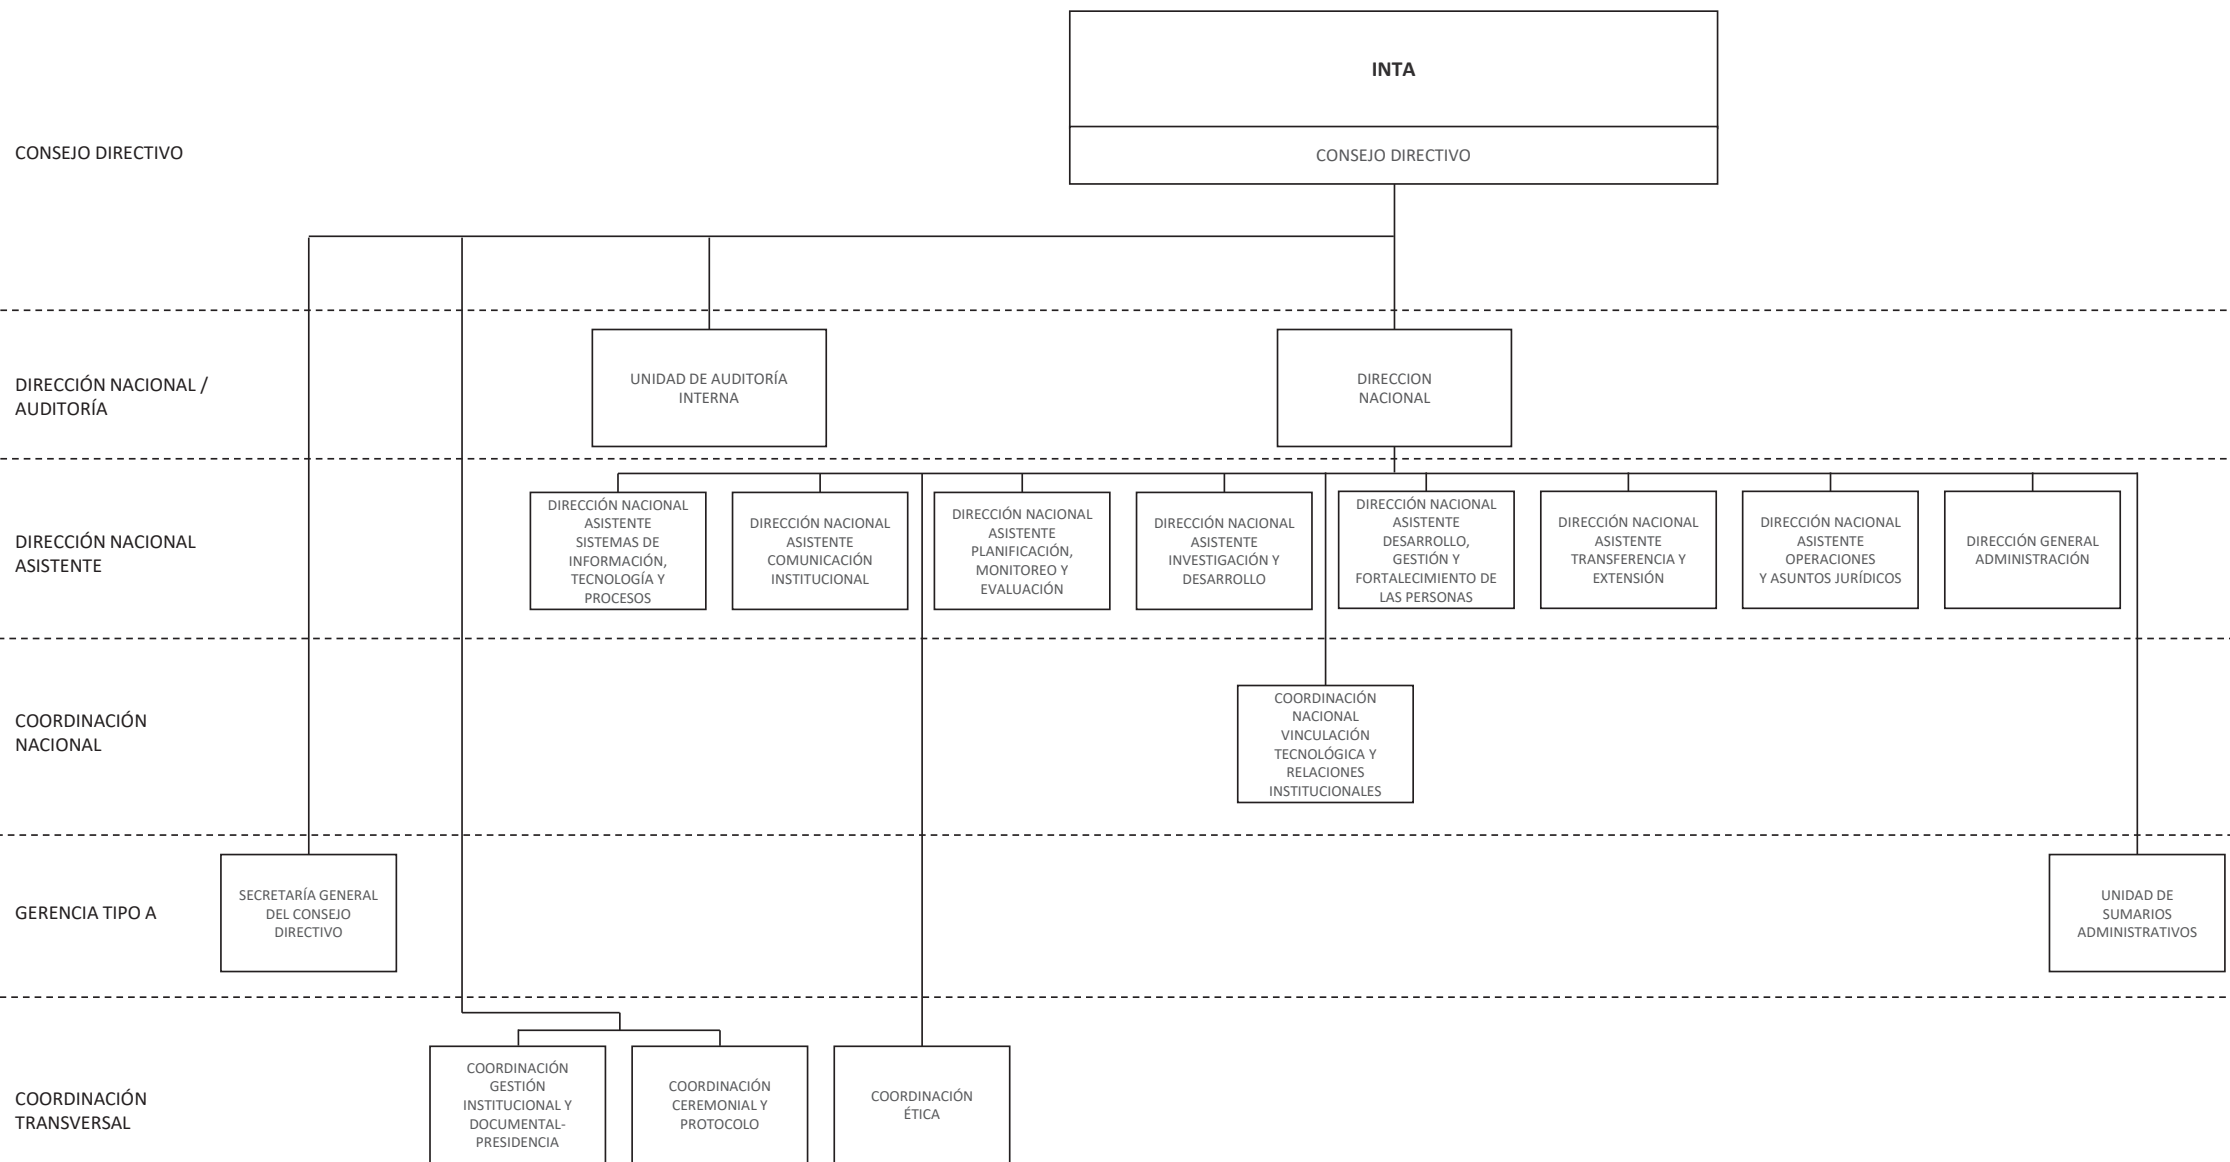 INTA
CONSEJO DIRECTIVO
CONSEJO DIRECTIVO
DIRECCIÓN NACIONAL /
AUDITORÍA
UNIDAD DE AUDITORÍA
INTERNA
DIRECCION
NACIONAL
DIRECCIÓN NACIONAL
ASISTENTE
DIRECCIÓN NACIONAL
ASISTENTE
SISTEMAS DE
INFORMACIÓN,
TECNOLOGÍA Y
PROCESOS
DIRECCIÓN NACIONAL
ASISTENTE
COMUNICACIÓN
INSTITUCIONAL
DIRECCIÓN NACIONAL
ASISTENTE
PLANIFICACIÓN,
MONITOREO Y
EVALUACIÓN
DIRECCIÓN NACIONAL
ASISTENTE
INVESTIGACIÓN Y
DESARROLLO
DIRECCIÓN NACIONAL
ASISTENTE
DESARROLLO,
GESTIÓN Y
FORTALECIMIENTO DE
LAS PERSONAS
DIRECCIÓN NACIONAL
ASISTENTE
TRANSFERENCIA Y
EXTENSIÓN
DIRECCIÓN NACIONAL
ASISTENTE
OPERACIONES
Y ASUNTOS JURÍDICOS
DIRECCIÓN GENERAL
ADMINISTRACIÓN
COORDINACIÓN
NACIONAL
COORDINACIÓN
NACIONAL
VINCULACIÓN
TECNOLÓGICA Y
RELACIONES
INSTITUCIONALES
GERENCIA TIPO A
SECRETARÍA GENERAL
DEL CONSEJO
DIRECTIVO
UNIDAD DE
SUMARIOS
ADMINISTRATIVOS
COORDINACIÓN
TRANSVERSAL
COORDINACIÓN
GESTIÓN
INSTITUCIONAL Y
DOCUMENTAL-
PRESIDENCIA
COORDINACIÓN
CEREMONIAL Y
PROTOCOLO
COORDINACIÓN
ÉTICA